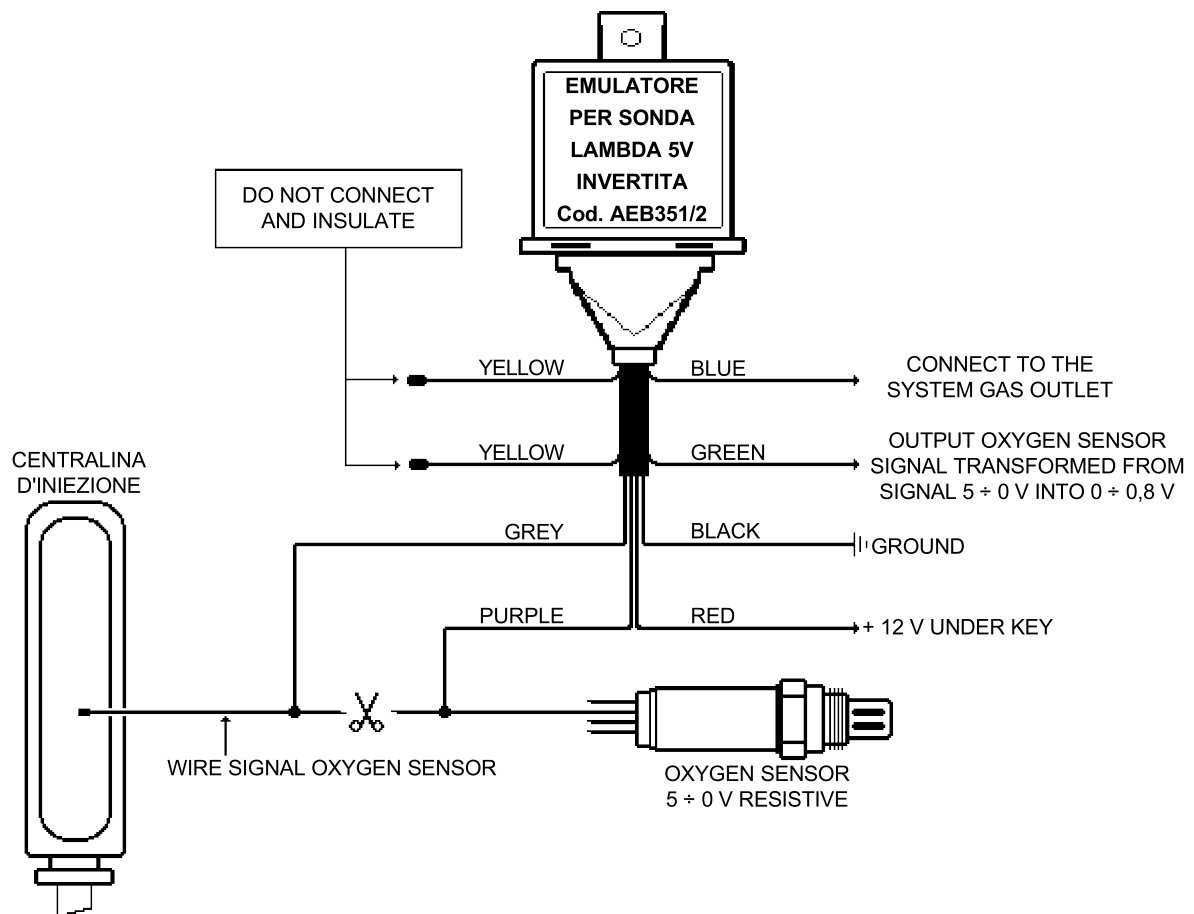 EMULATORE
PER SONDA
LAMBDA 5V
INVERTITA
Cod. AEB351/2
DO NOT CONNECT
AND INSULATE
YELLOW
BLUE
CONNECT TO THE
SYSTEM GAS OUTLET
YELLOW
GREEN
OUTPUT OXYGEN SENSOR
SIGNAL TRANSFORMED FROM
SIGNAL 5 ÷ 0 V INTO 0 ÷ 0,8 V
CENTRALINA
D'INIEZIONE
GREY
BLACK
GROUND
PURPLE
RED
+ 12 V UNDER KEY
WIRE SIGNAL OXYGEN SENSOR
OXYGEN SENSOR
5 ÷ 0 V RESISTIVE